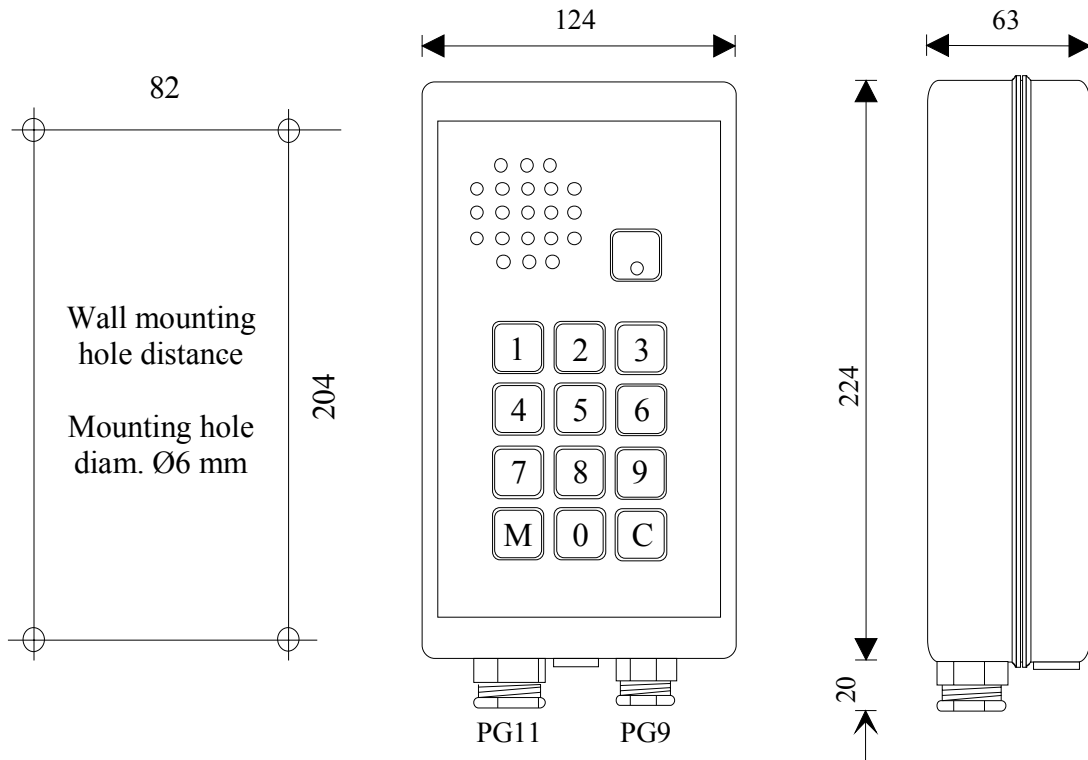 82
Wall mounting
hole distance
Mounting hole
diam. Ø6 mm
204
124
1 2 3
4 5 6
7 8 9
M 0 C
PG11 PG9
63
224
20